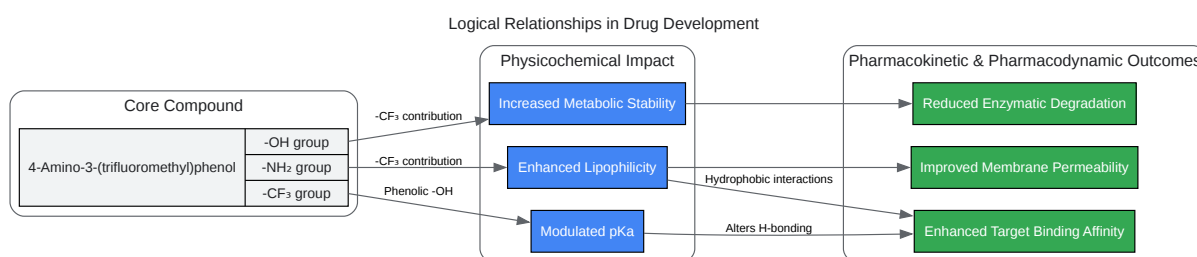 Logical Relationships in Drug Development
Core Compound
4-Amino-3-(trifluoromethyl)phenol
-OH group
-NH₂ group
-CF₃ group
-CF₃ contribution
-CF₃ contribution
Phenolic -OH
Physicochemical Impact
Increased Metabolic Stability
Enhanced Lipophilicity
Modulated pKa
Hydrophobic interactions
Alters H-bonding
Pharmacokinetic & Pharmacodynamic Outcomes
Reduced Enzymatic Degradation
Improved Membrane Permeability
Enhanced Target Binding Affinity